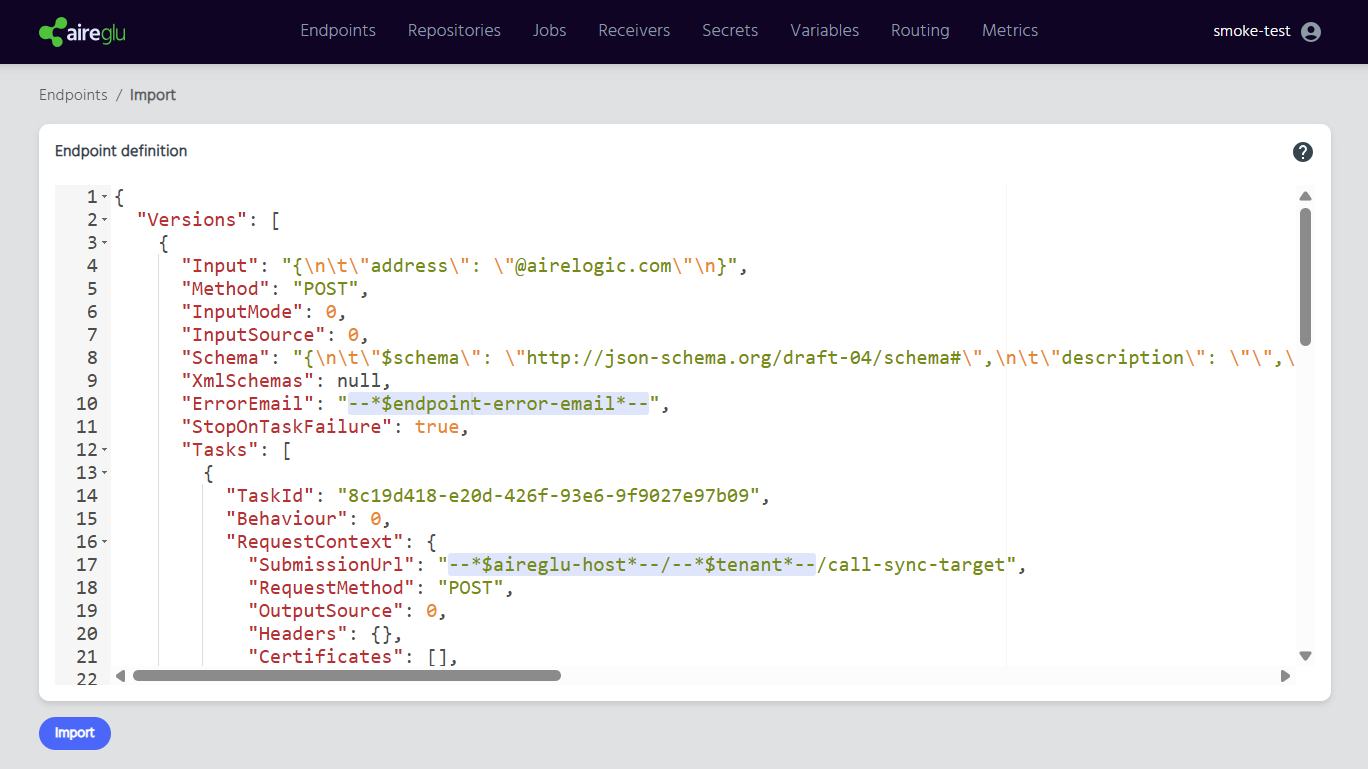 aireglu
Endpoints Repositories Jobs Receivers Secrets Variables Routing Metrics smoke-test
Endpoints / Import
Endpoint definition ?
1 {
2 "Versions": [
3 {
4 "Input": "{\n\t\"address\": \"@airelogic.com\"\n}",
5 "Method": "POST",
6 "InputMode": 0,
7 "InputSource": 0,
8 "Schema": "{\n\t\"$schema\": \"http://json-schema.org/draft-04/schema#\",\n\t\"description\": \"\",\
9 "XmlSchemas": null,
10 "ErrorEmail": "--*$endpoint-error-email*--",
11 "StopOnTaskFailure": true,
12 "Tasks": [
13 {
14 "TaskId": "8c19d418-e20d-426f-93e6-9f9027e97b09",
15 "Behaviour": 0,
16 "RequestContext": {
17 "SubmissionUrl": "--*$aireglu-host*--/--*$tenant*--/call-sync-target",
18 "RequestMethod": "POST",
19 "OutputSource": 0,
20 "Headers": {},
21 "Certificates": [],
22
Import